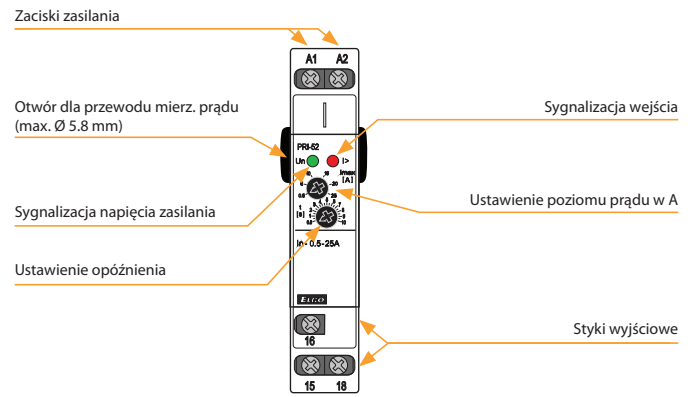 Zaciski zasilania
A1 A2
Otwór dla przewodu mierz. prądu
(max. Ø 5.8 mm)
Sygnalizacja wejścia
PRI-52
Un I>
Imax
[A]
Sygnalizacja napięcia zasilania
Ustawienie poziomu prądu w A
[s]
Ustawienie opóźnienia
In - 0.5-25A
ELKO
16
Styki wyjściowe
15 18